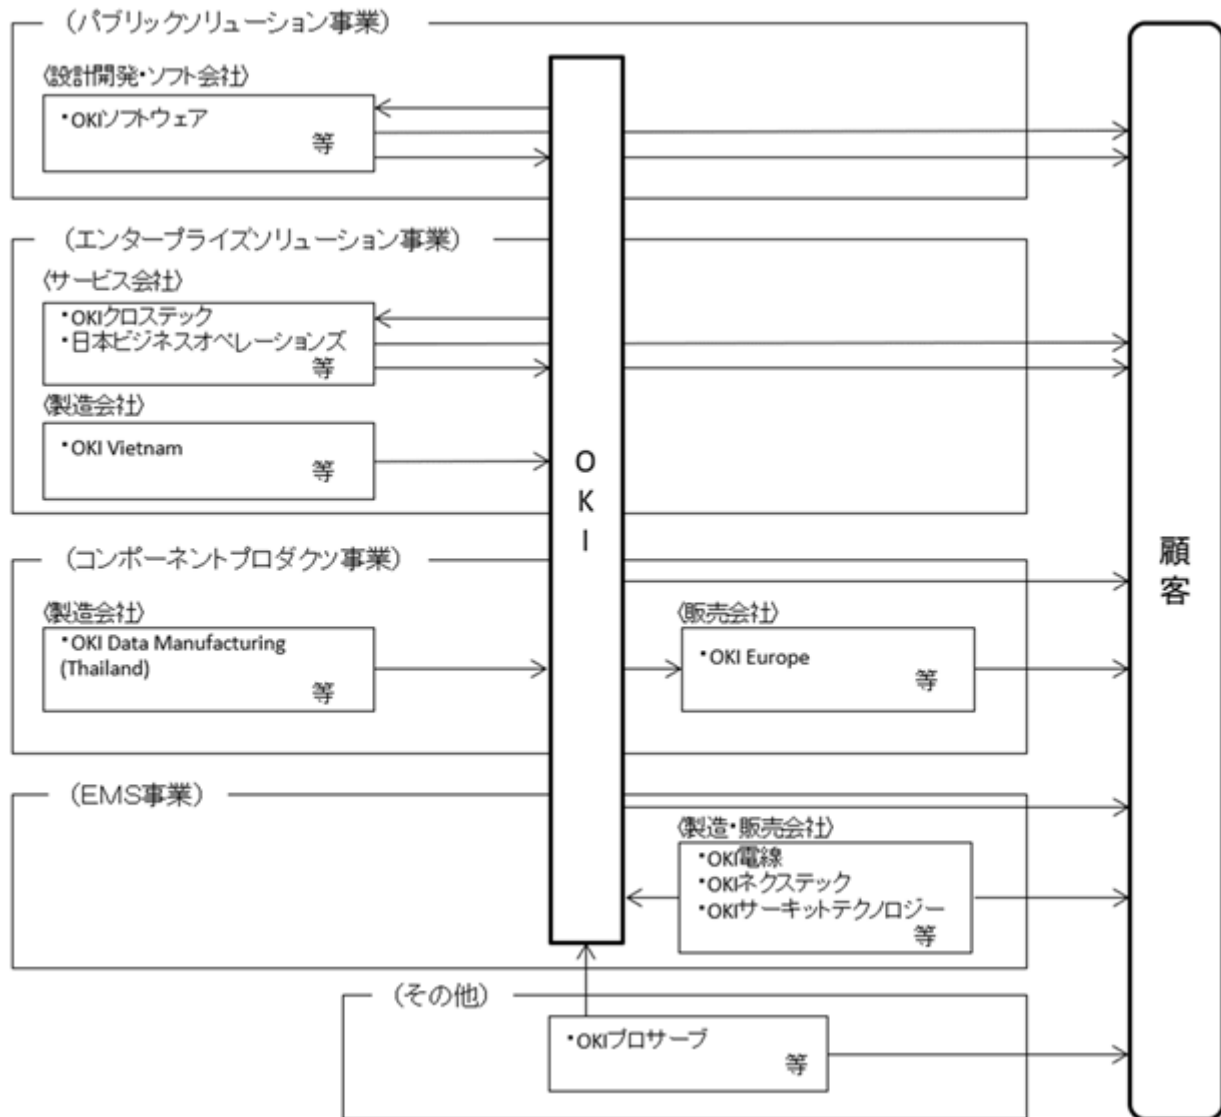 (パブリックソリューション事業)
〈設計開発・ソフト会社〉
・OKIソフトウェア
等
(エンタープライズソリューション事業)
〈サービス会社〉
・OKIクロステック
・日本ビジネスオペレーションズ
等
〈製造会社〉
・OKI Vietnam
等
OKI
顧客
(コンポーネントプロダクツ事業)
〈製造会社〉
・OKI Data Manufacturing
(Thailand)
等
〈販売会社〉
・OKI Europe
等
(EMS事業)
〈製造・販売会社〉
・OKI電線
・OKIネクステック
・OKIサーキットテクノロジー
等
(その他)
・OKIプロサーブ
等